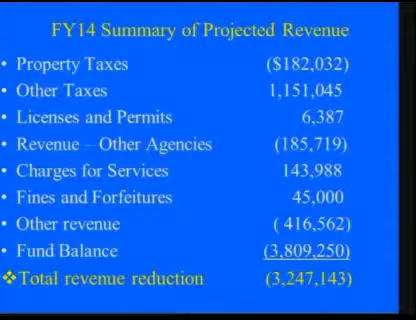 FY14 Summary of Projected Revenue
• Property Taxes ($182,032)
• Other Taxes 1,151,045
• Licenses and Permits 6,387
• Revenue – Other Agencies (185,719)
• Charges for Services 143,988
• Fines and Forfeitures 45,000
• Other revenue ( 416,562)
• Fund Balance (3,809,250)
❖Total revenue reduction (3,247,143)